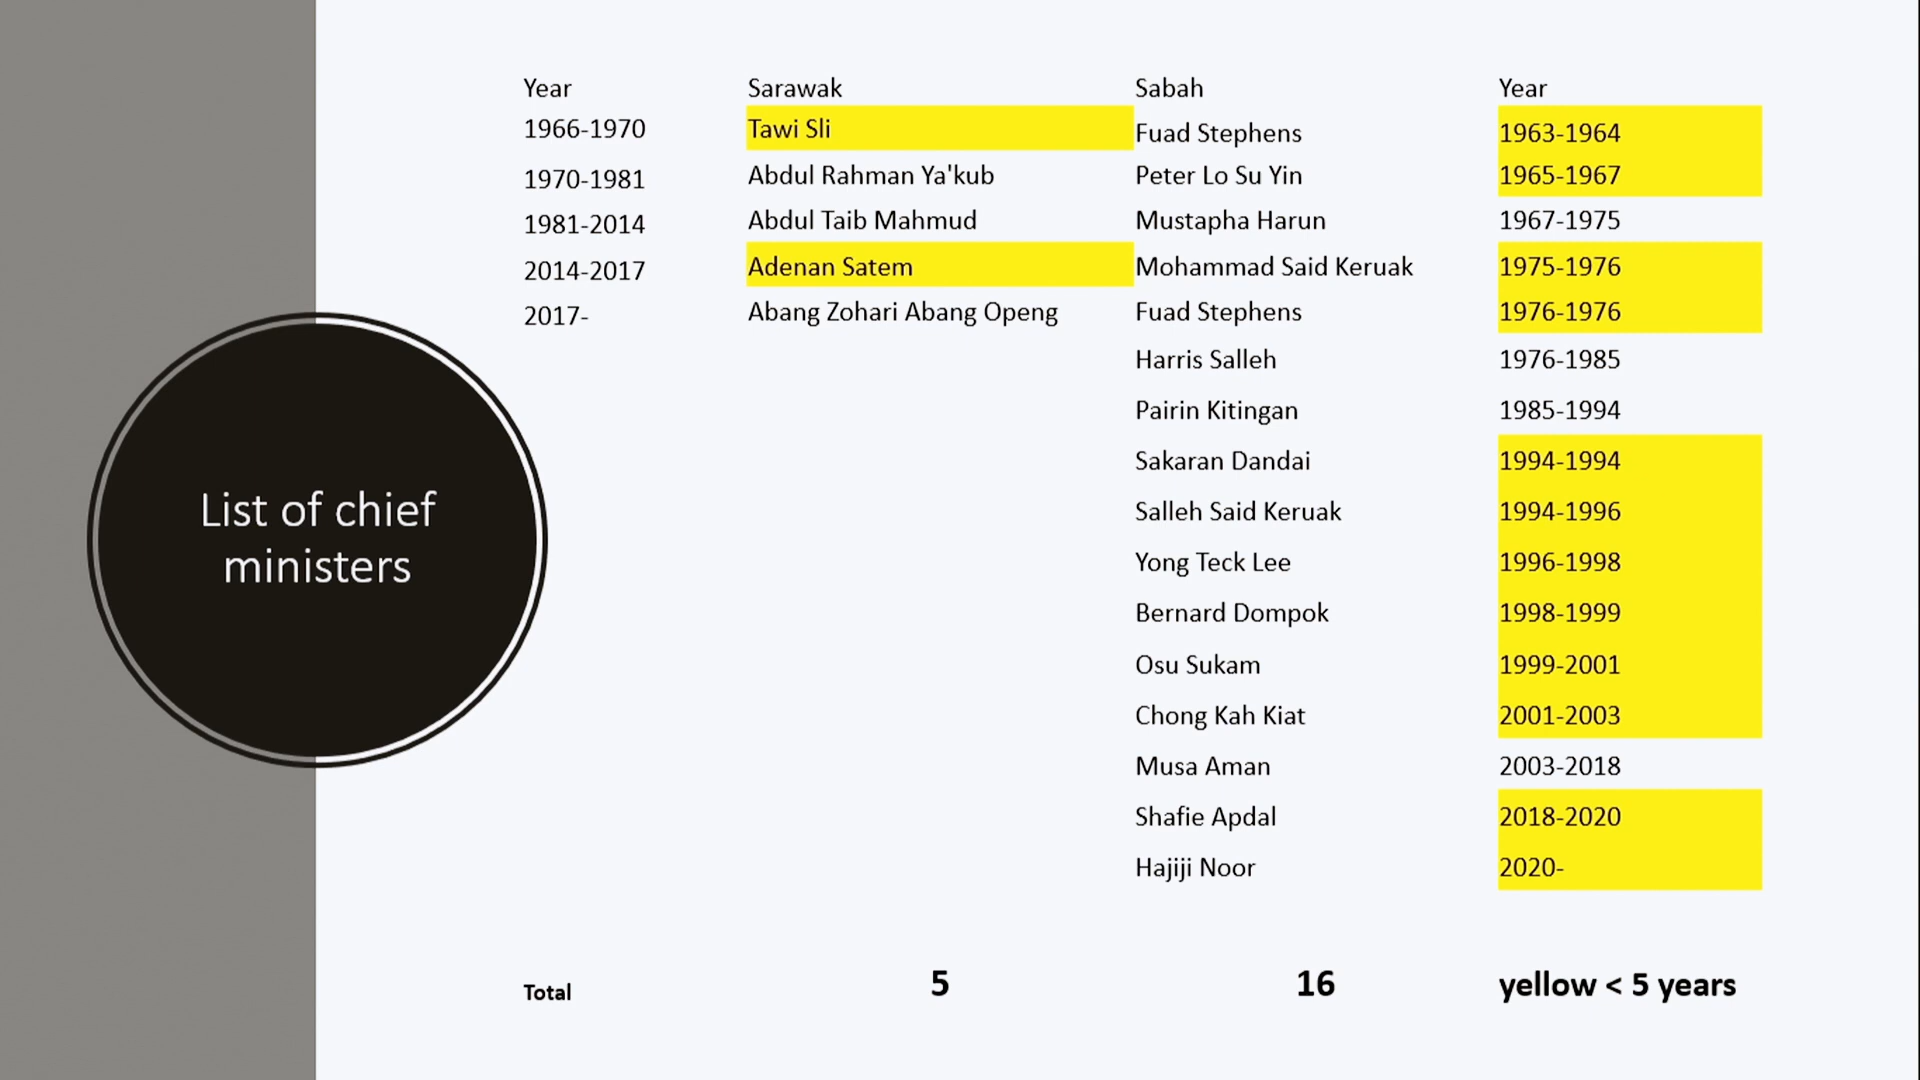 List of chief
ministers
Year Sarawak Sabah Year
1966-1970 Tawi Sli Fuad Stephens 1963-1964
1970-1981 Abdul Rahman Ya'kub Peter Lo Su Yin 1965-1967
1981-2014 Abdul Taib Mahmud Mustapha Harun 1967-1975
2014-2017 Adenan Satem Mohammad Said Keruak 1975-1976
2017- Abang Zohari Abang Openg Fuad Stephens 1976-1976
Harris Salleh 1976-1985
Pairin Kitingan 1985-1994
Sakaran Dandai 1994-1994
Salleh Said Keruak 1994-1996
Yong Teck Lee 1996-1998
Bernard Dompok 1998-1999
Osu Sukam 1999-2001
Chong Kah Kiat 2001-2003
Musa Aman 2003-2018
Shafie Apdal 2018-2020
Hajiji Noor 2020-
Total 5 16 yellow < 5 years